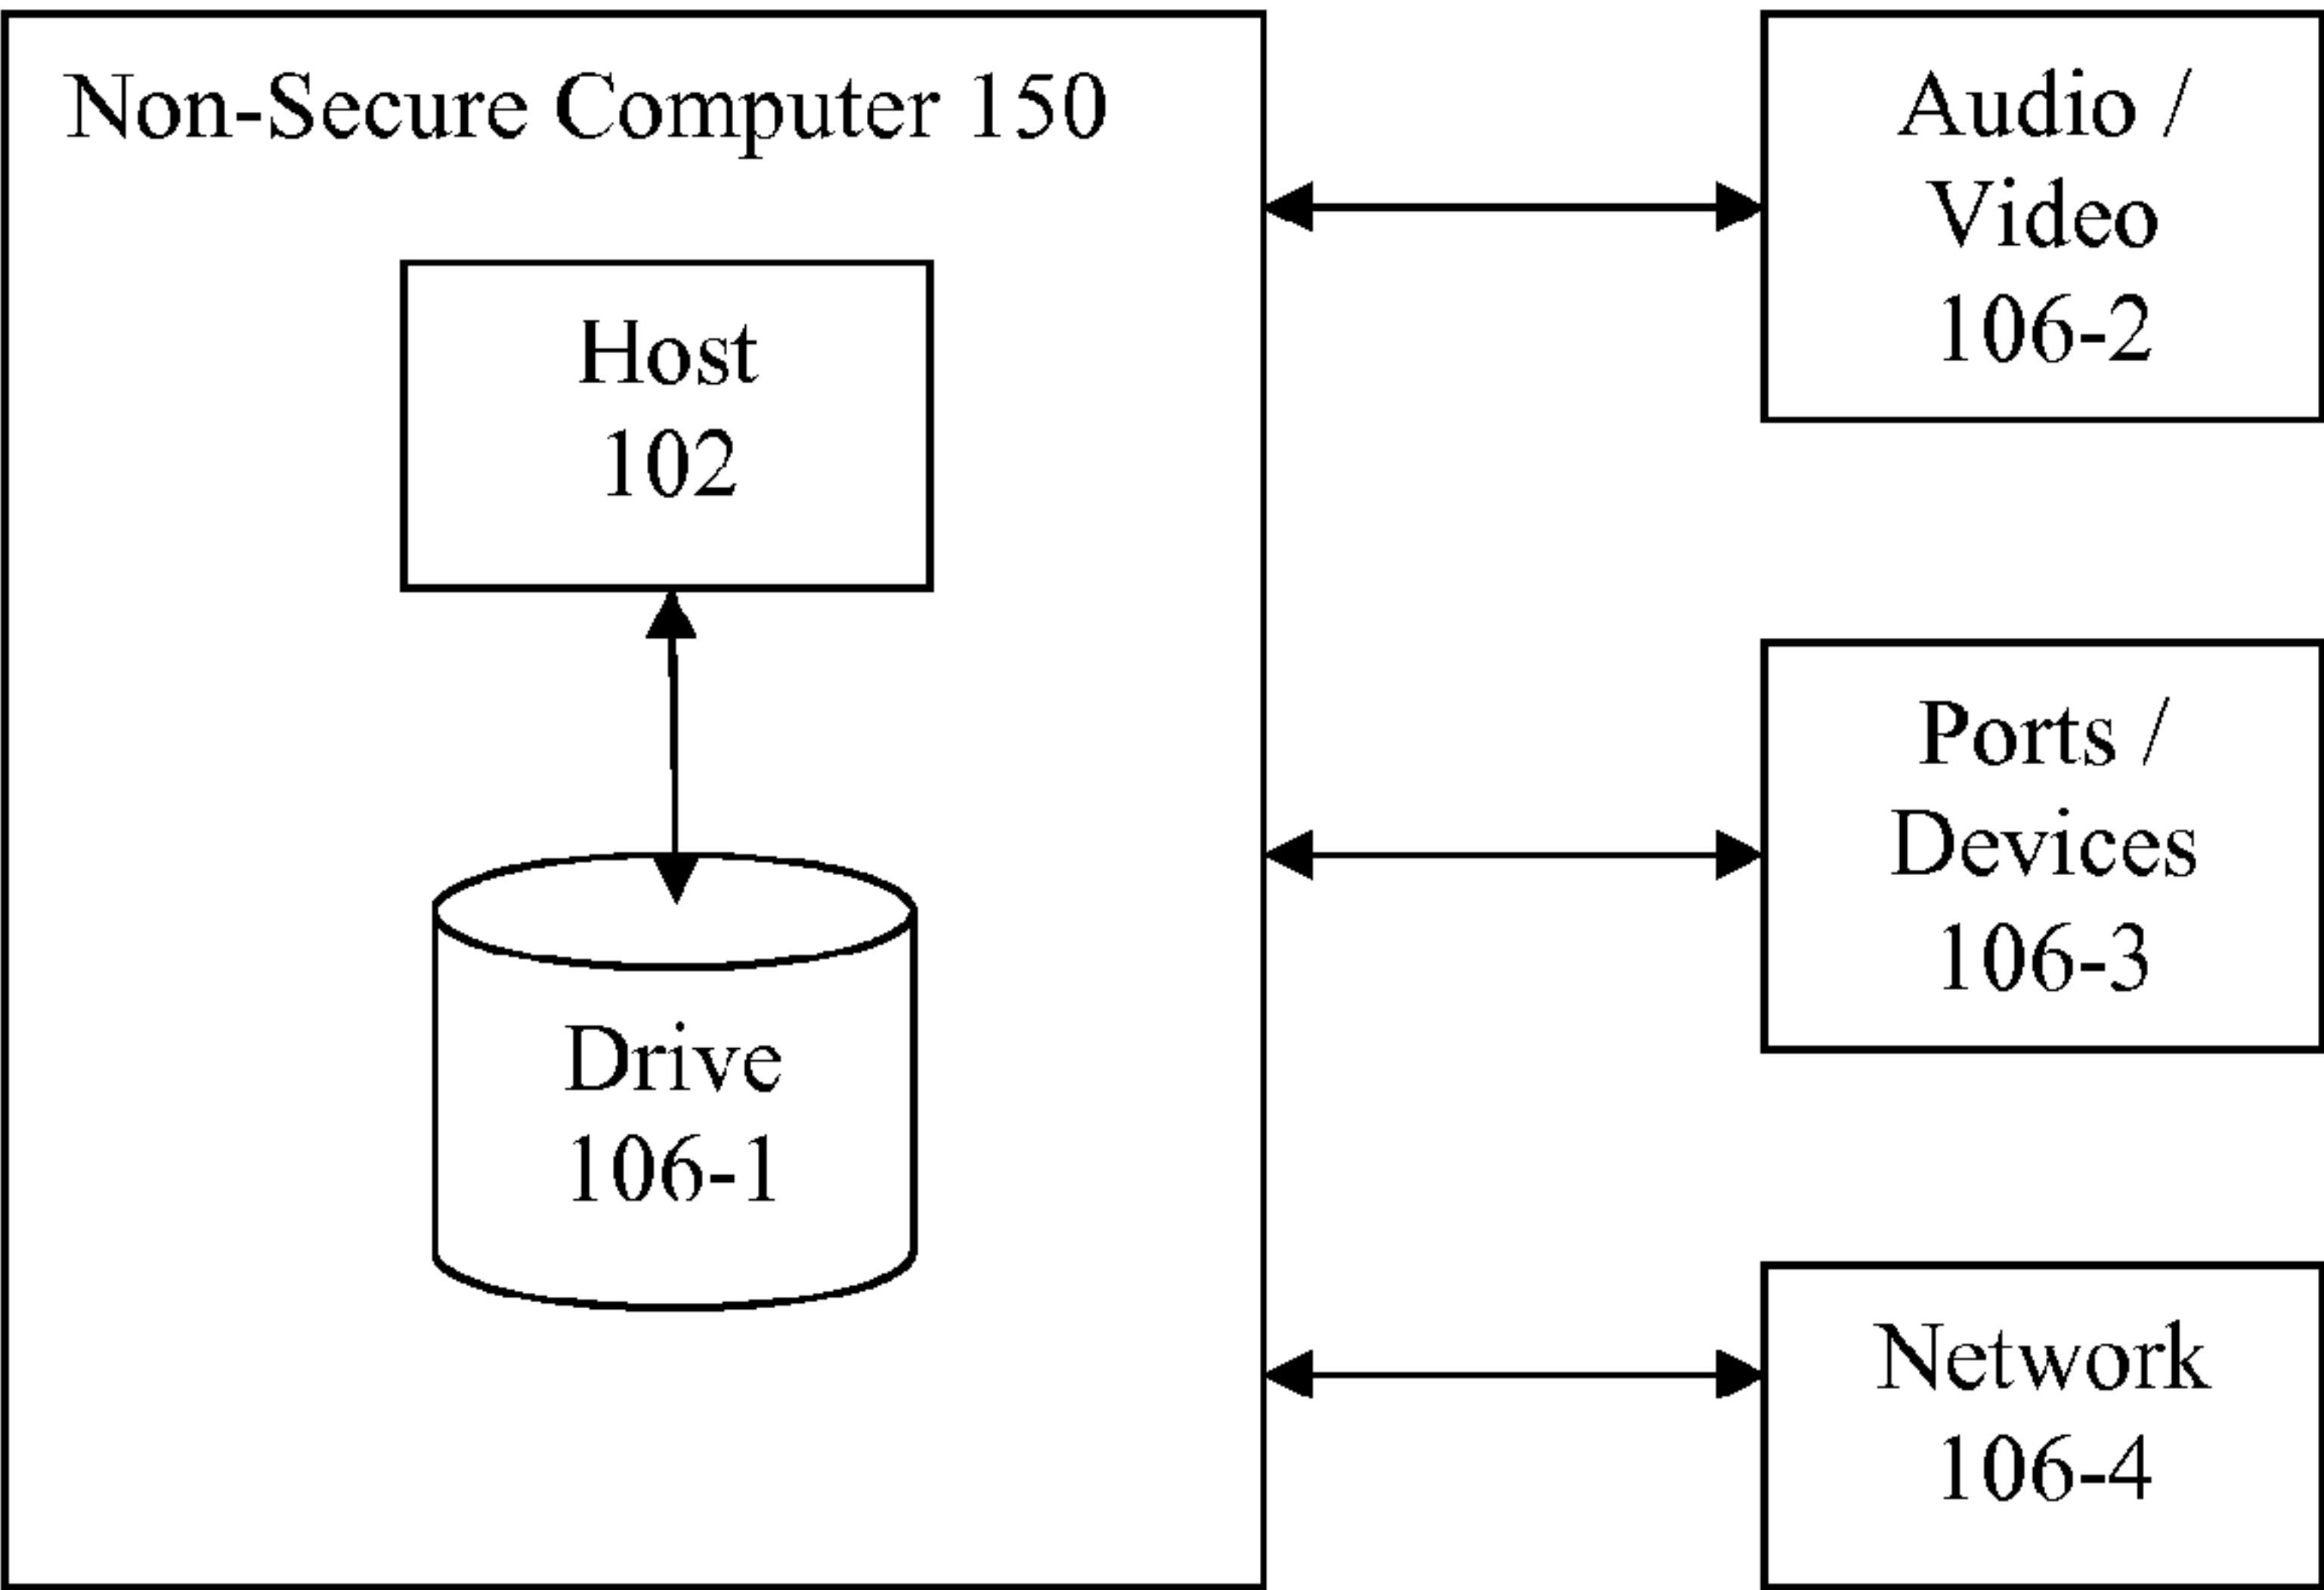 Non-Secure Computer 150
Host
102
Drive
106-1
Audio /
Video
106-2
Ports /
Devices
106-3
Network
106-4